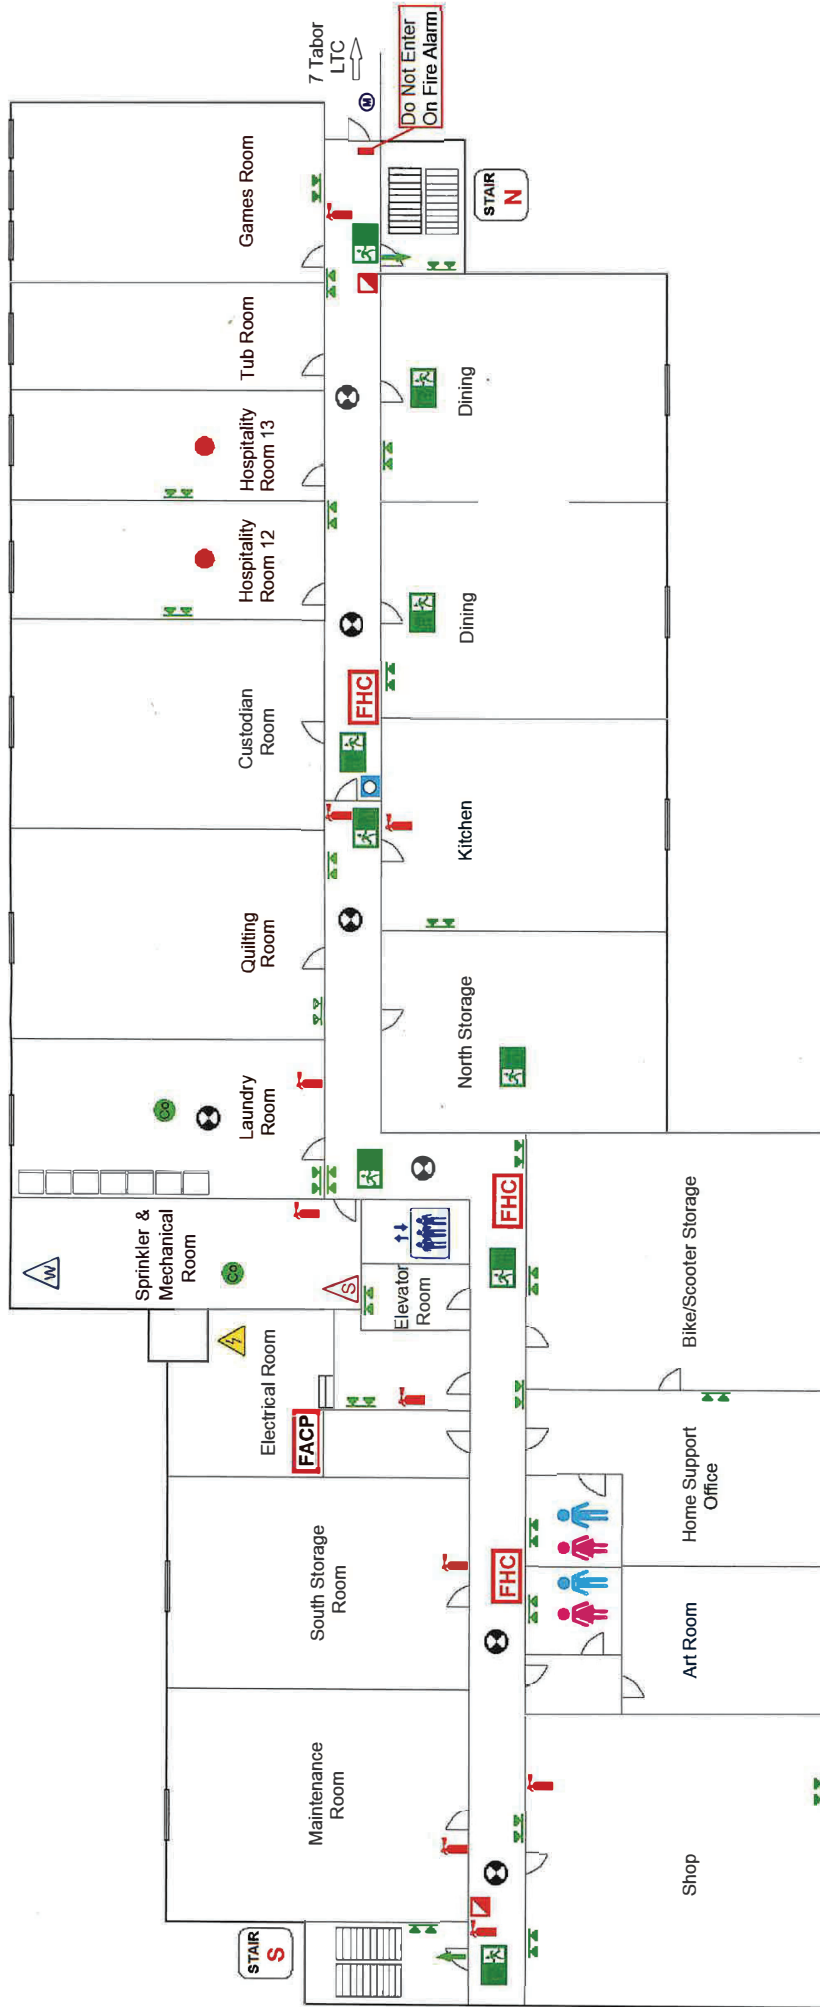 7 Tabor
LTC
M
Do Not Enter
On Fire Alarm
STAIR
N
Games Room
Tub Room
Hospitality
Room 13
Hospitality
Room 12
Dining
Dining
Custodian
Room
FHC
Kitchen
Quilting
Room
North Storage
Laundry
Room
Co
Sprinkler &
Mechanical
Room
W
Co
S
Elevator
Room
FHC
Bike/Scooter Storage
Electrical Room
FACP
Home Support
Office
South Storage
Room
FHC
Art Room
Maintenance
Room
Shop
STAIR
S